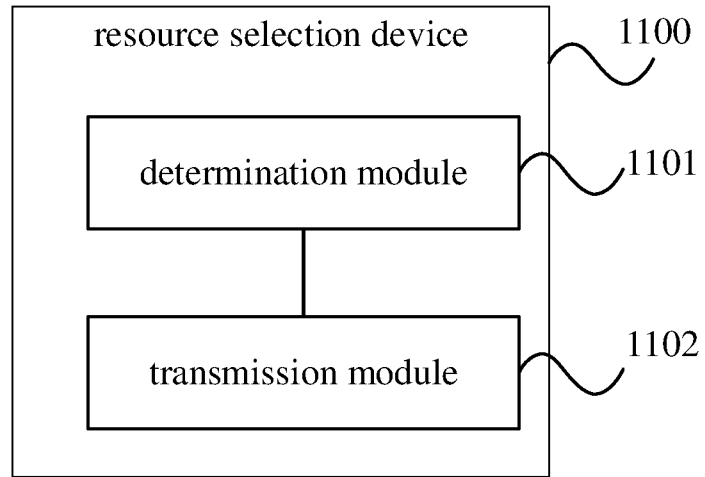 resource selection device
1100
determination module
1101
transmission module
1102